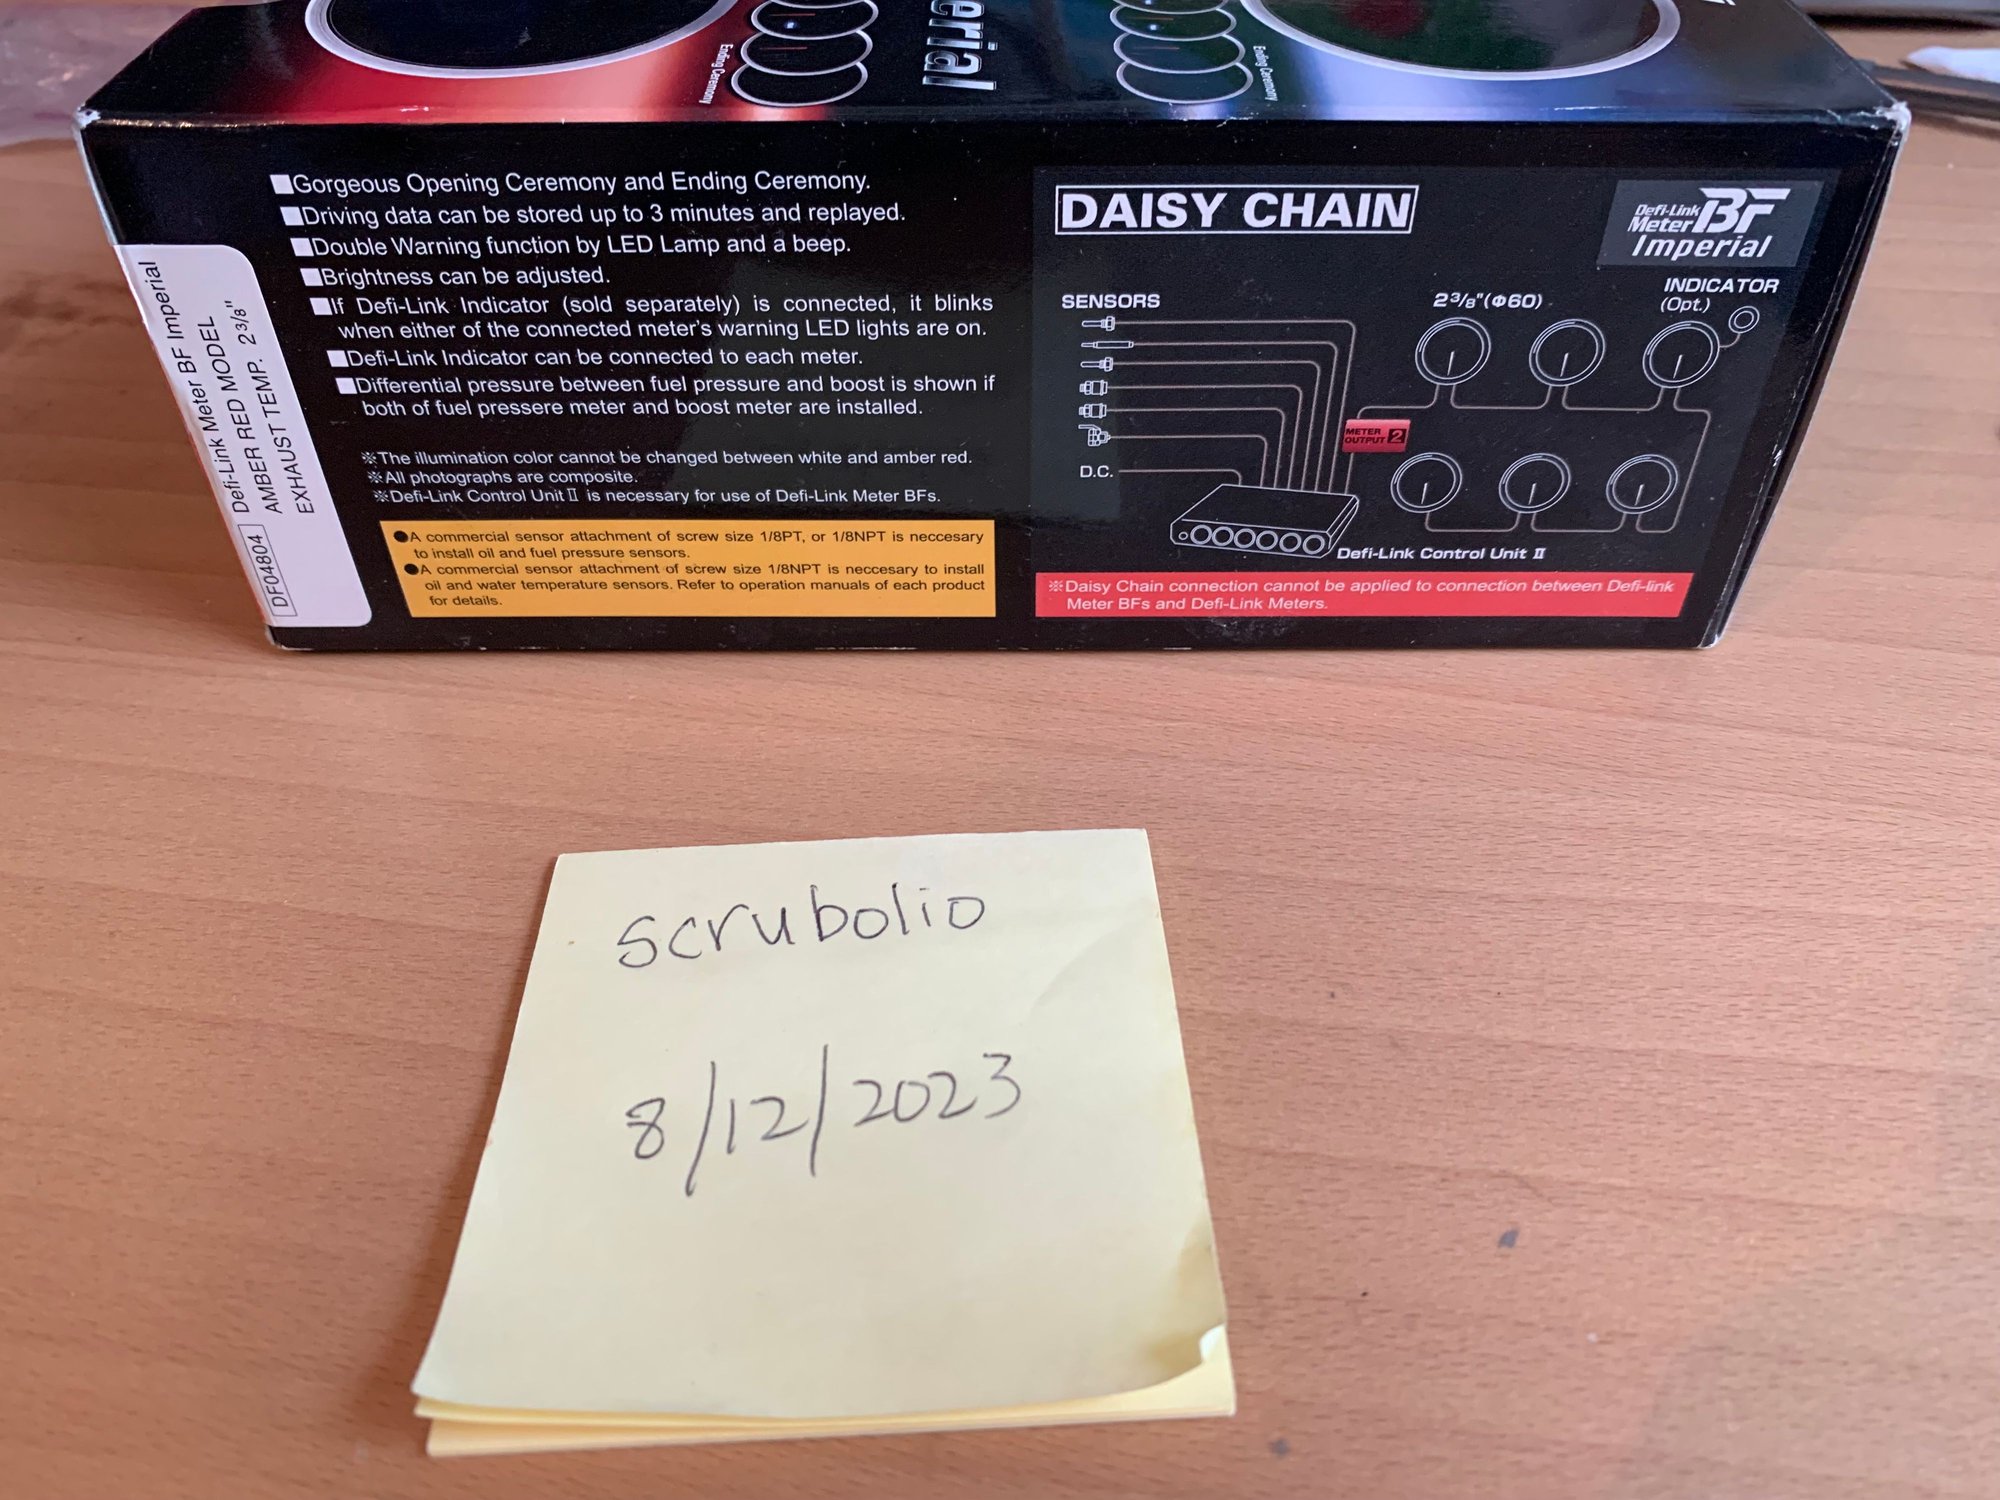 erial
Ending Ceremony
Ending Ceremony
Defi-Link Meter BF Imperial
DF04804 Defi-Link MODEL
AMBER RED MODEL
EXHAUST TEMP. 2 3/8"
■Gorgeous Opening Ceremony and Ending Ceremony.
■Driving data can be stored up to 3 minutes and replayed.
■Double Warning function by LED Lamp and a beep.
■Brightness can be adjusted.
■If Defi-Link Indicator (sold separately) is connected, it blinks
when either of the connected meter's warning LED lights are on.
■Defi-Link Indicator can be connected to each meter.
■Differential pressure between fuel pressure and boost is shown if
both of fuel pressere meter and boost meter are installed.
※The illumination color cannot be changed between white and amber red.
※All photographs are composite.
※Defi-Link Control Unit Ⅱ is necessary for use of Defi-Link Meter BFs.
●A commercial sensor attachment of screw size 1/8PT, or 1/8NPT is neccesary
to install oil and fuel pressure sensors.
●A commercial sensor attachment of screw size 1/8NPT is neccesary to install
oil and water temperature sensors. Refer to operation manuals of each product
for details.
DAISY CHAIN
Defi-Link
Meter BF
Imperial
SENSORS
2 3/8"(Φ60)
INDICATOR
(Opt.)
METER
OUTPUT 2
D.C.
Defi-Link Control Unit Ⅱ
※Daisy Chain connection cannot be applied to connection between Defi-link
Meter BFs and Defi-Link Meters.
scrubolio
8/12/2023